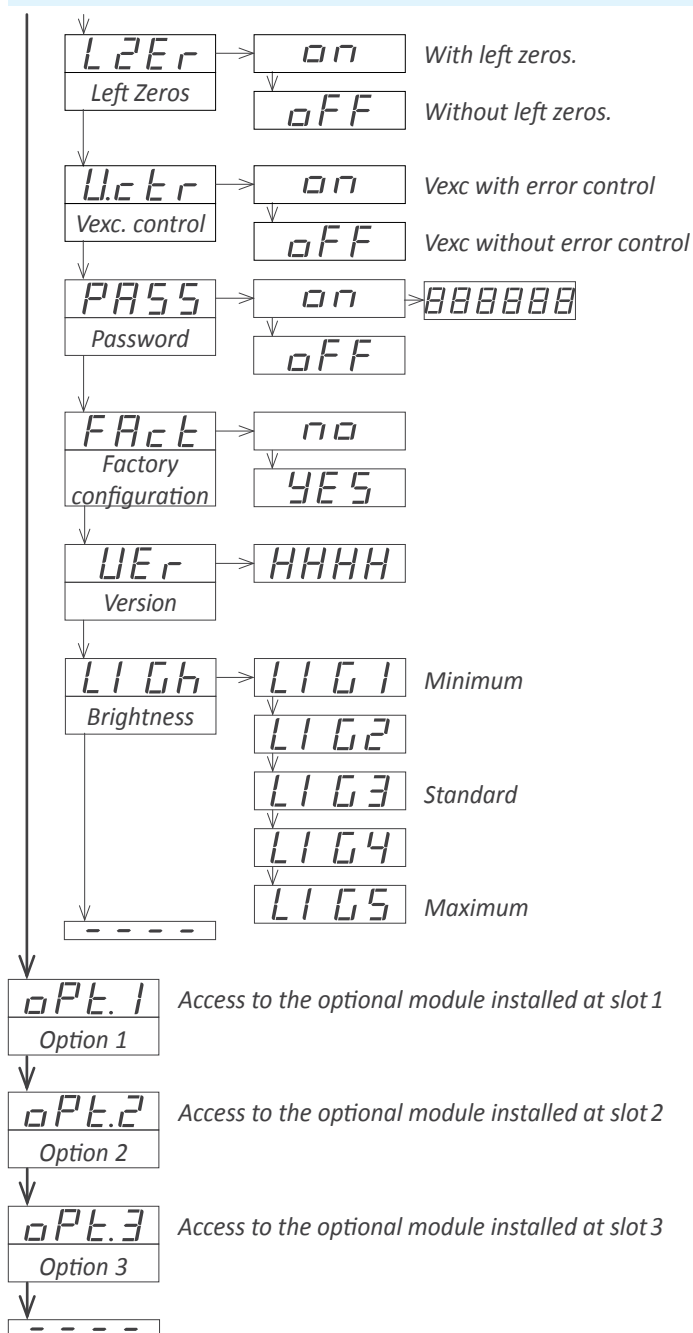 L2Er on With left zeros.
Left Zeros
oFF Without left zeros.
U.ctr on Vexc with error control
Vexc. control
oFF Vexc without error control
PASS on 888888
Password
oFF
FAct no
Factory
configuration
YES
UEr HHHH
Version
LIGh LIG1 Minimum
Brightness
LIG2
LIG3 Standard
LIG4
LIG5 Maximum
- - - -
oPt.1 Access to the optional module installed at slot 1
Option 1
oPt.2 Access to the optional module installed at slot 2
Option 2
oPt.3 Access to the optional module installed at slot 3
Option 3
- - - -